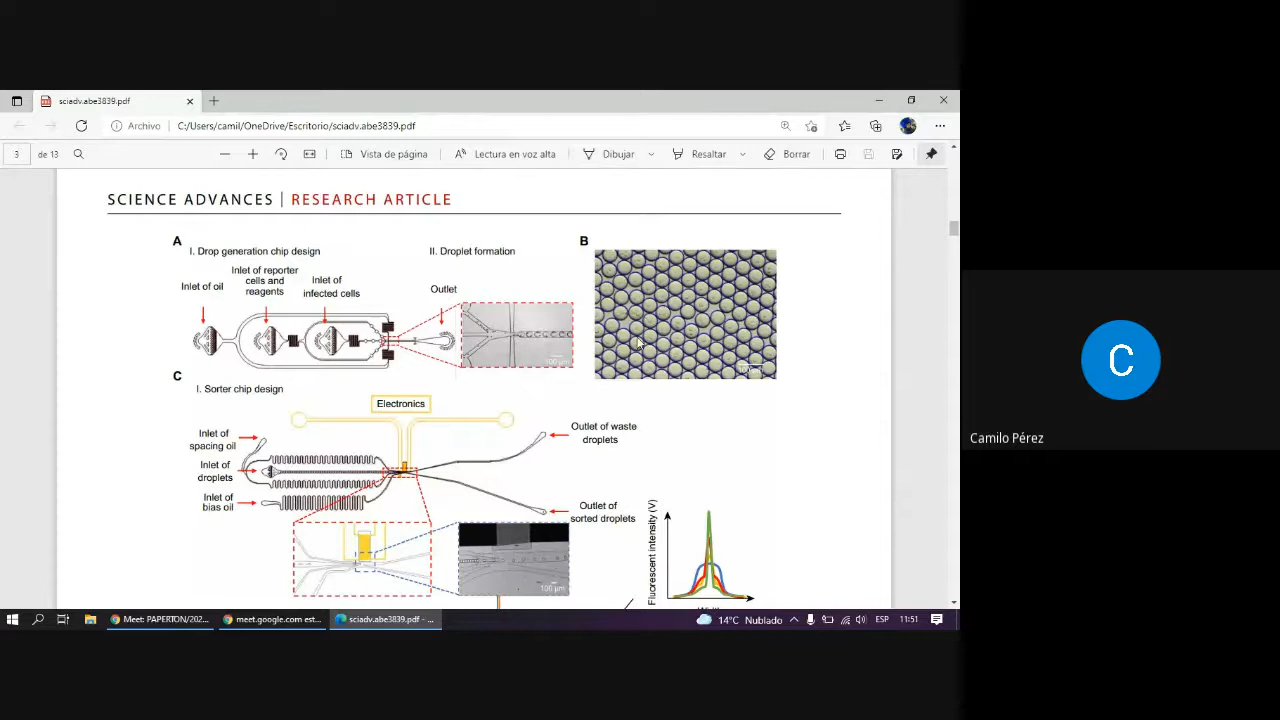 sciadv.abe3839.pdf
Archivo
C:/Users/camil/OneDrive/Escritorio/sciadv.abe3839.pdf
3
de 13
Vista de página
Lectura en voz alta
Dibujar
Resaltar
Borrar
SCIENCE ADVANCES | RESEARCH ARTICLE
A
I. Drop generation chip design
II. Droplet formation
B
Inlet of oil
Inlet of reporter
cells and
reagents
Inlet of
infected cells
Outlet
100 µm
C
I. Sorter chip design
Electronics
Inlet of
spacing oil
Inlet of
droplets
Inlet of
bias oil
Outlet of waste
droplets
Outlet of
sorted droplets
100 µm
Fluorescent intensity (V)
C
Camilo Pérez
Meet: PAPERTON/202...
meet.google.com est...
sciadv.abe3839.pdf - ...
14°C Nublado
ESP
11:51